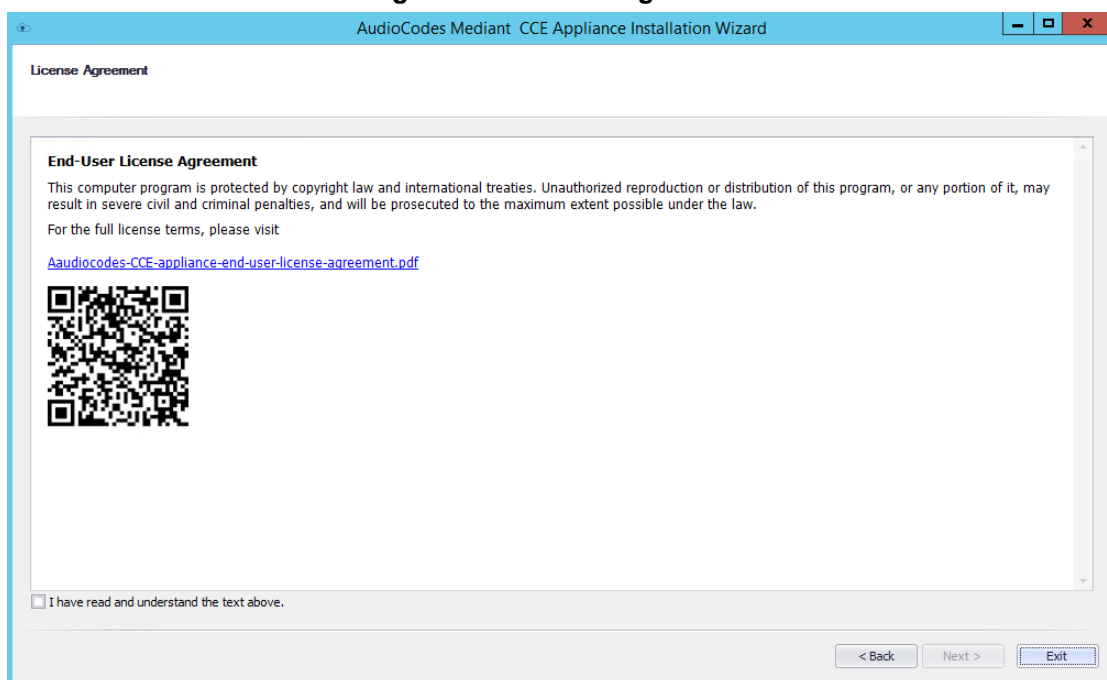 AudioCodes Mediant CCE Appliance Installation Wizard
License Agreement
End-User License Agreement
This computer program is protected by copyright law and international treaties. Unauthorized reproduction or distribution of this program, or any portion of it, may
result in severe civil and criminal penalties, and will be prosecuted to the maximum extent possible under the law.
For the full license terms, please visit
Aaudiocodes-CCE-appliance-end-user-license-agreement.pdf
I have read and understand the text above.
< Back Next > Exit